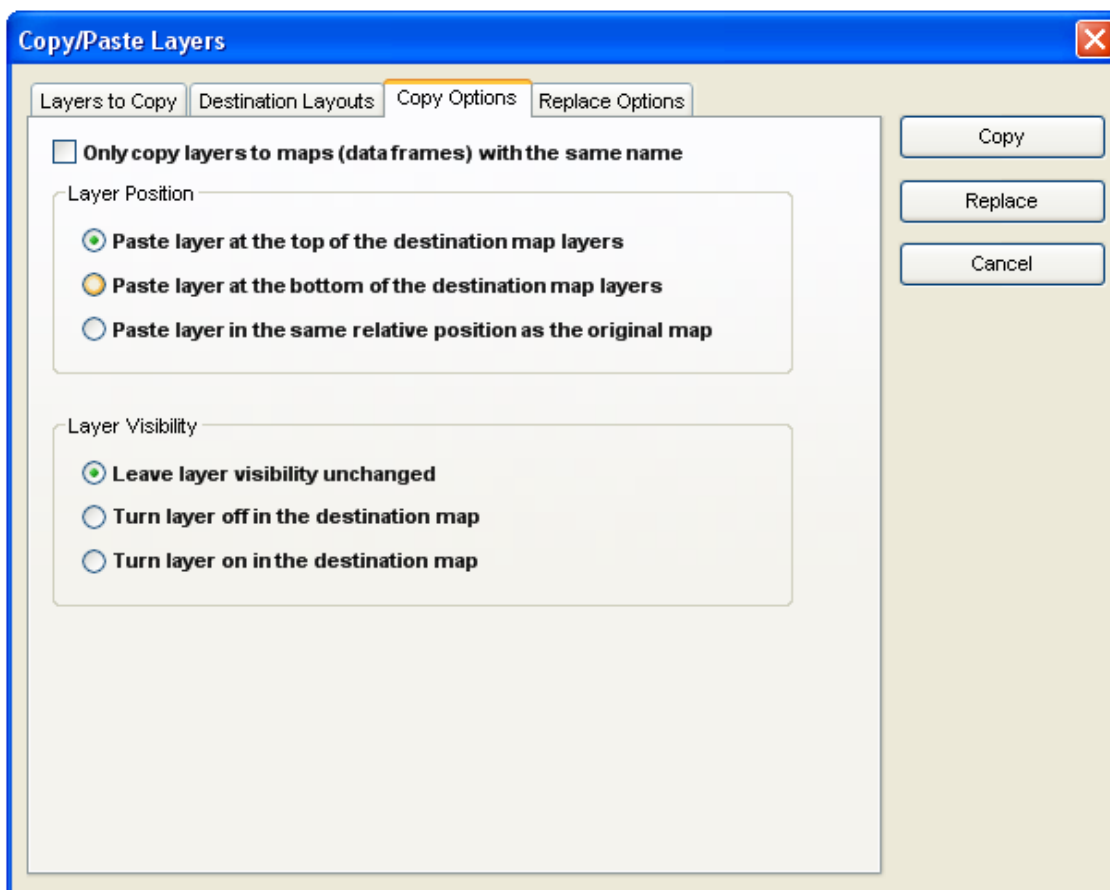 Copy/Paste Layers
Layers to Copy Destination Layouts Copy Options Replace Options
Only copy layers to maps (data frames) with the same name
Layer Position
Paste layer at the top of the destination map layers
Paste layer at the bottom of the destination map layers
Paste layer in the same relative position as the original map
Layer Visibility
Leave layer visibility unchanged
Turn layer off in the destination map
Turn layer on in the destination map
Copy
Replace
Cancel